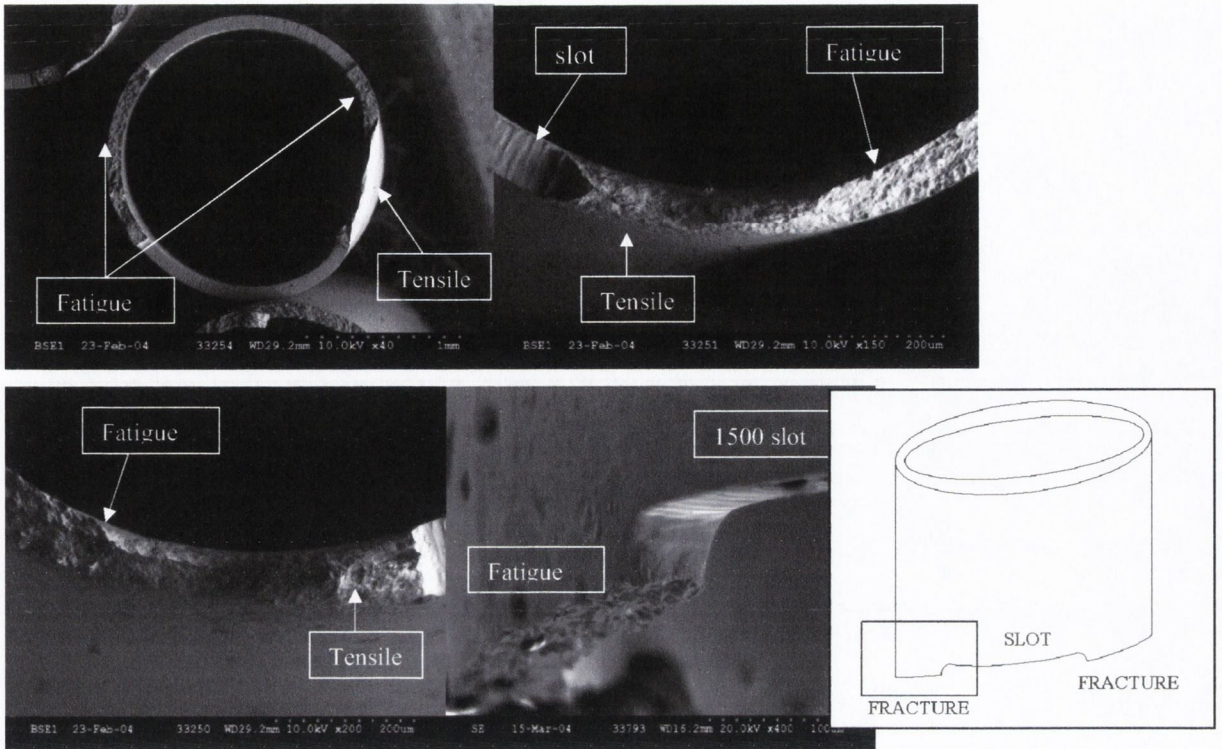 slot
Fatigue
Fatigue
Tensile
Tensile
BSE1 23-Feb-04 33254 WD29.2mm 10.0kV x40 1mm
BSE1 23-Feb-04 33251 WD29.2mm 10.0kV x150 200um
Fatigue
1500 slot
Fatigue
Tensile
SLOT
FRACTURE
FRACTURE
BSE1 23-Feb-04 33250 WD29.2mm 10.0kV x200 200um
SE 15-Mar-04 33793 WD16.2mm 20.0kV x400 100um